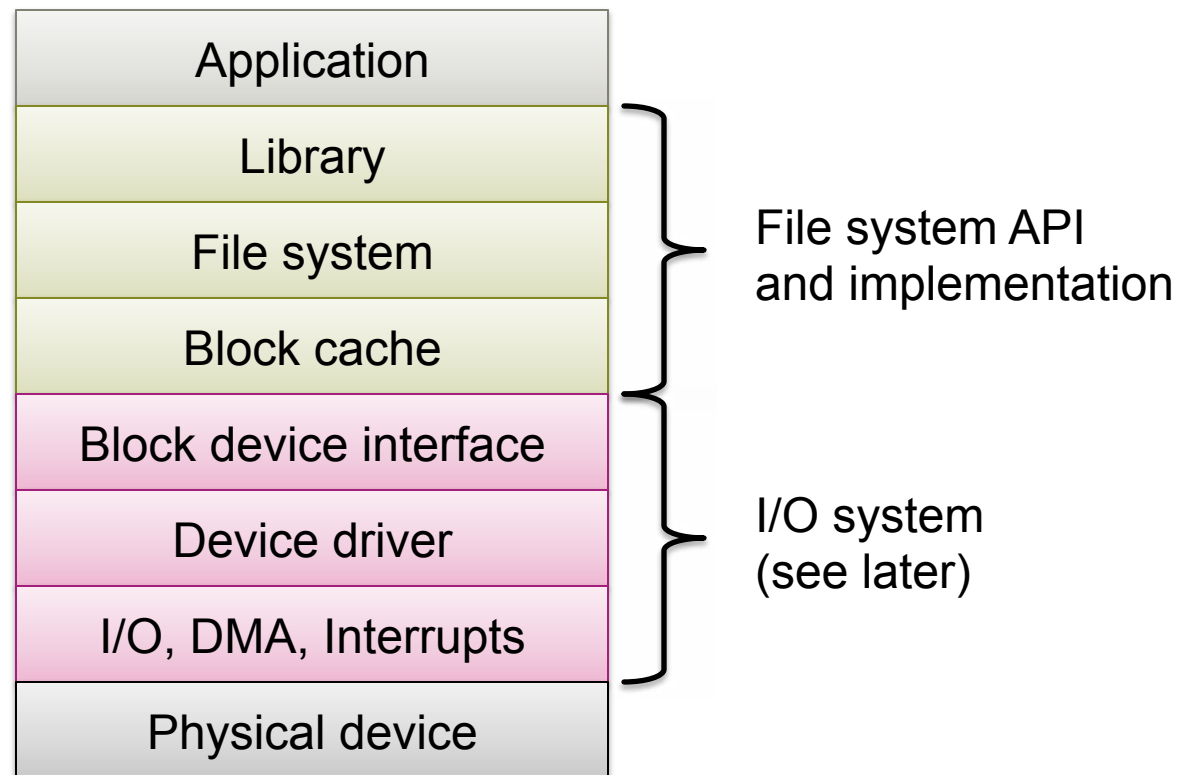 Application
Library
File system
Block cache
Block device interface
Device driver
I/O, DMA, Interrupts
Physical device
File system API
and implementation
I/O system
(see later)